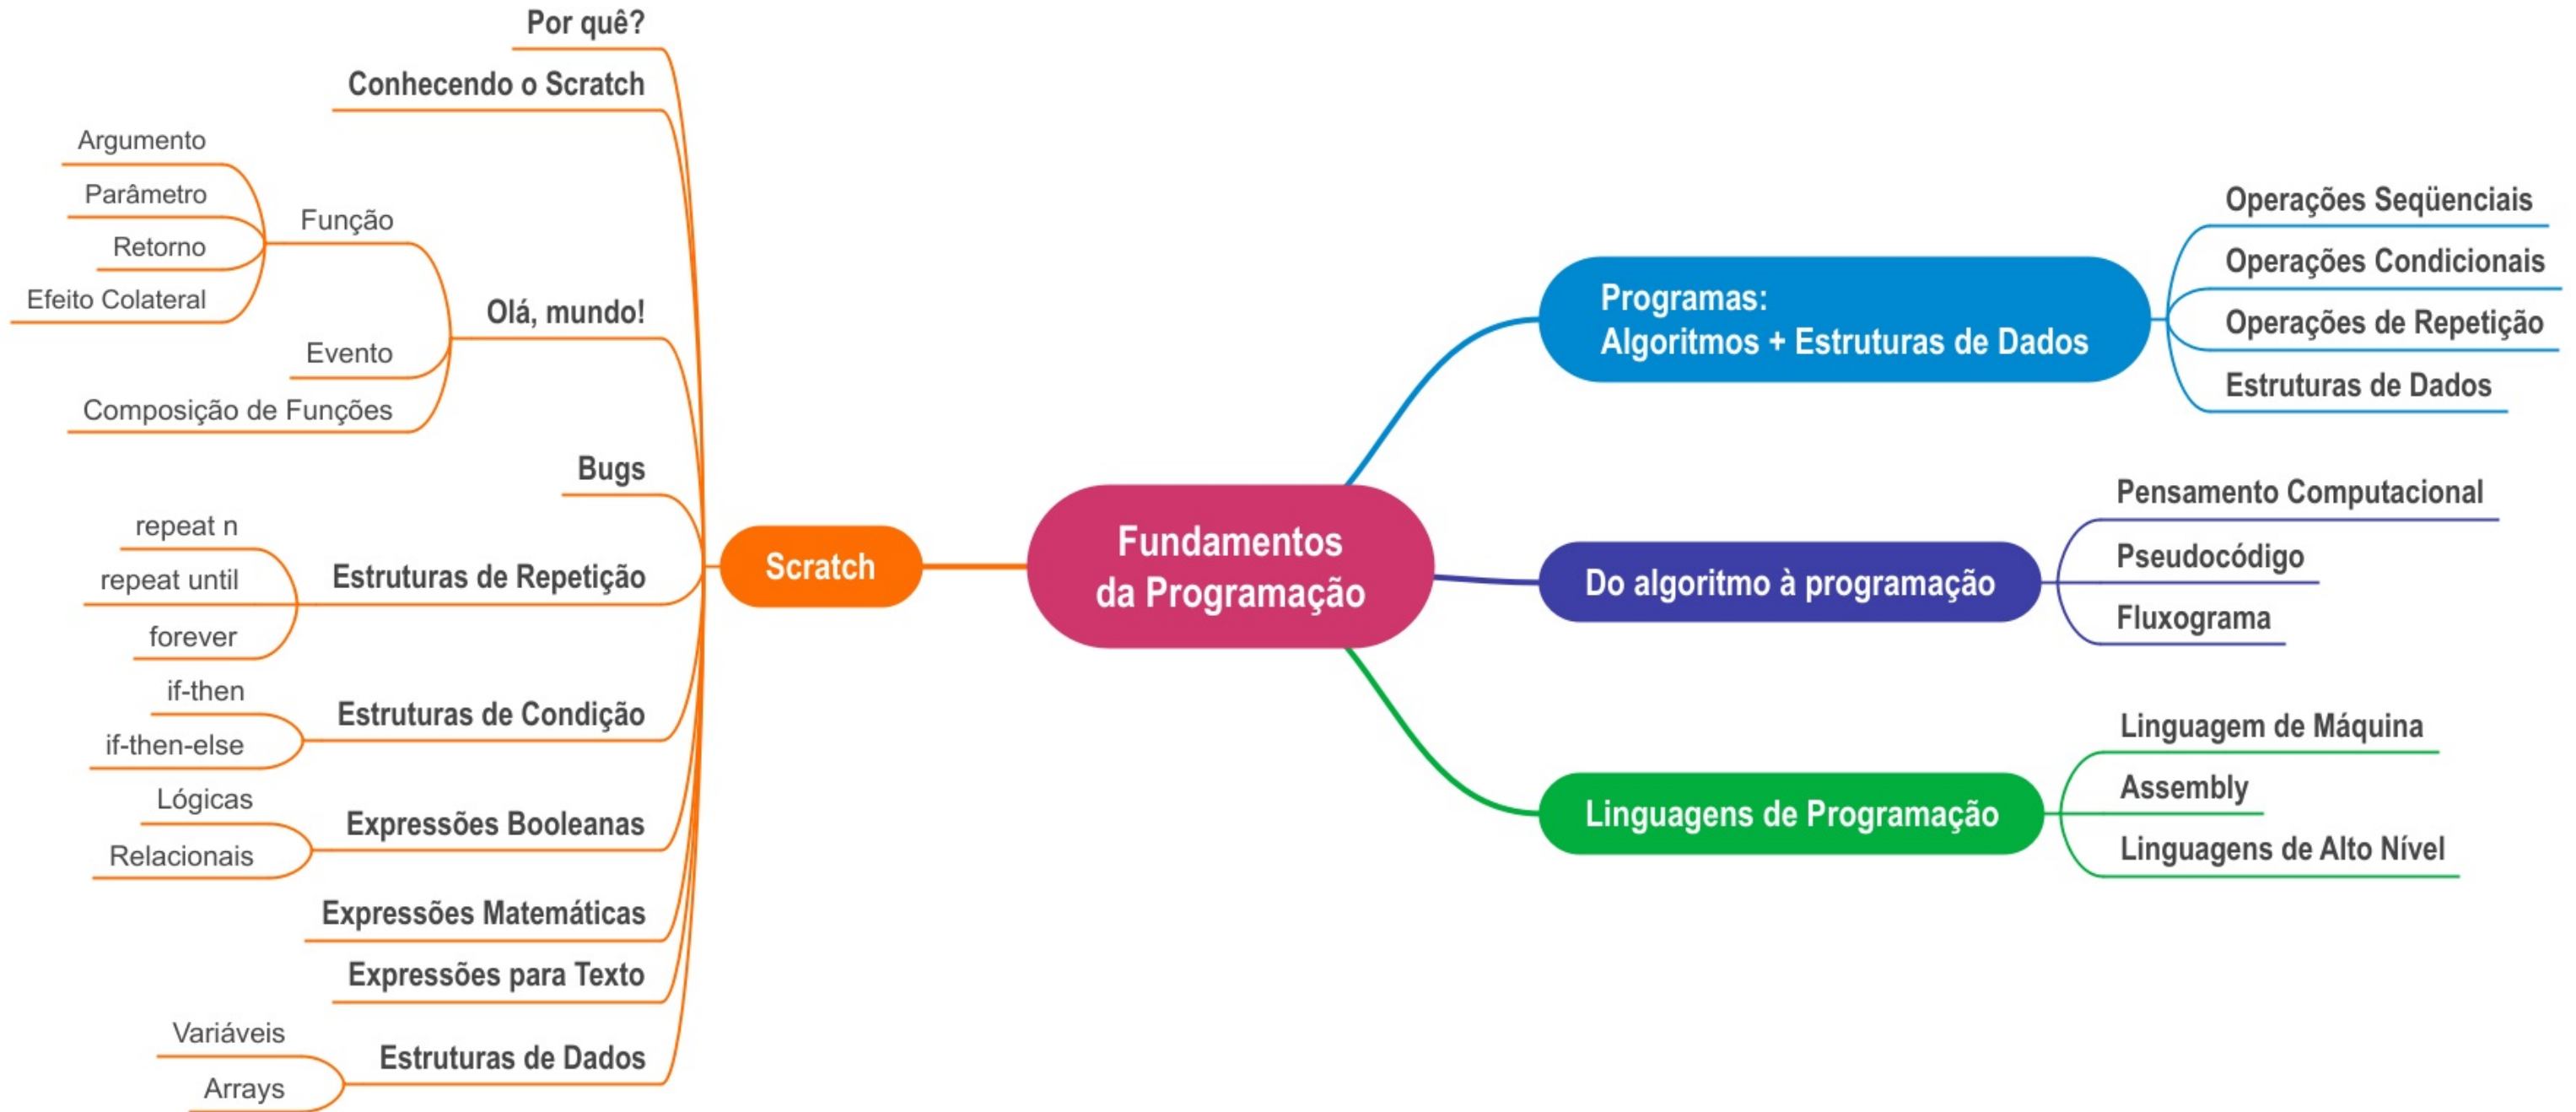 Fundamentos
da Programação
Programas:
Algoritmos + Estruturas de Dados
Operações Seqüenciais
Operações Condicionais
Operações de Repetição
Estruturas de Dados
Do algoritmo à programação
Pensamento Computacional
Pseudocódigo
Fluxograma
Linguagens de Programação
Linguagem de Máquina
Assembly
Linguagens de Alto Nível
Scratch
Por quê?
Conhecendo o Scratch
Olá, mundo!
Função
Argumento
Parâmetro
Retorno
Efeito Colateral
Evento
Composição de Funções
Bugs
Estruturas de Repetição
repeat n
repeat until
forever
Estruturas de Condição
if-then
if-then-else
Expressões Booleanas
Lógicas
Relacionais
Expressões Matemáticas
Expressões para Texto
Estruturas de Dados
Variáveis
Arrays